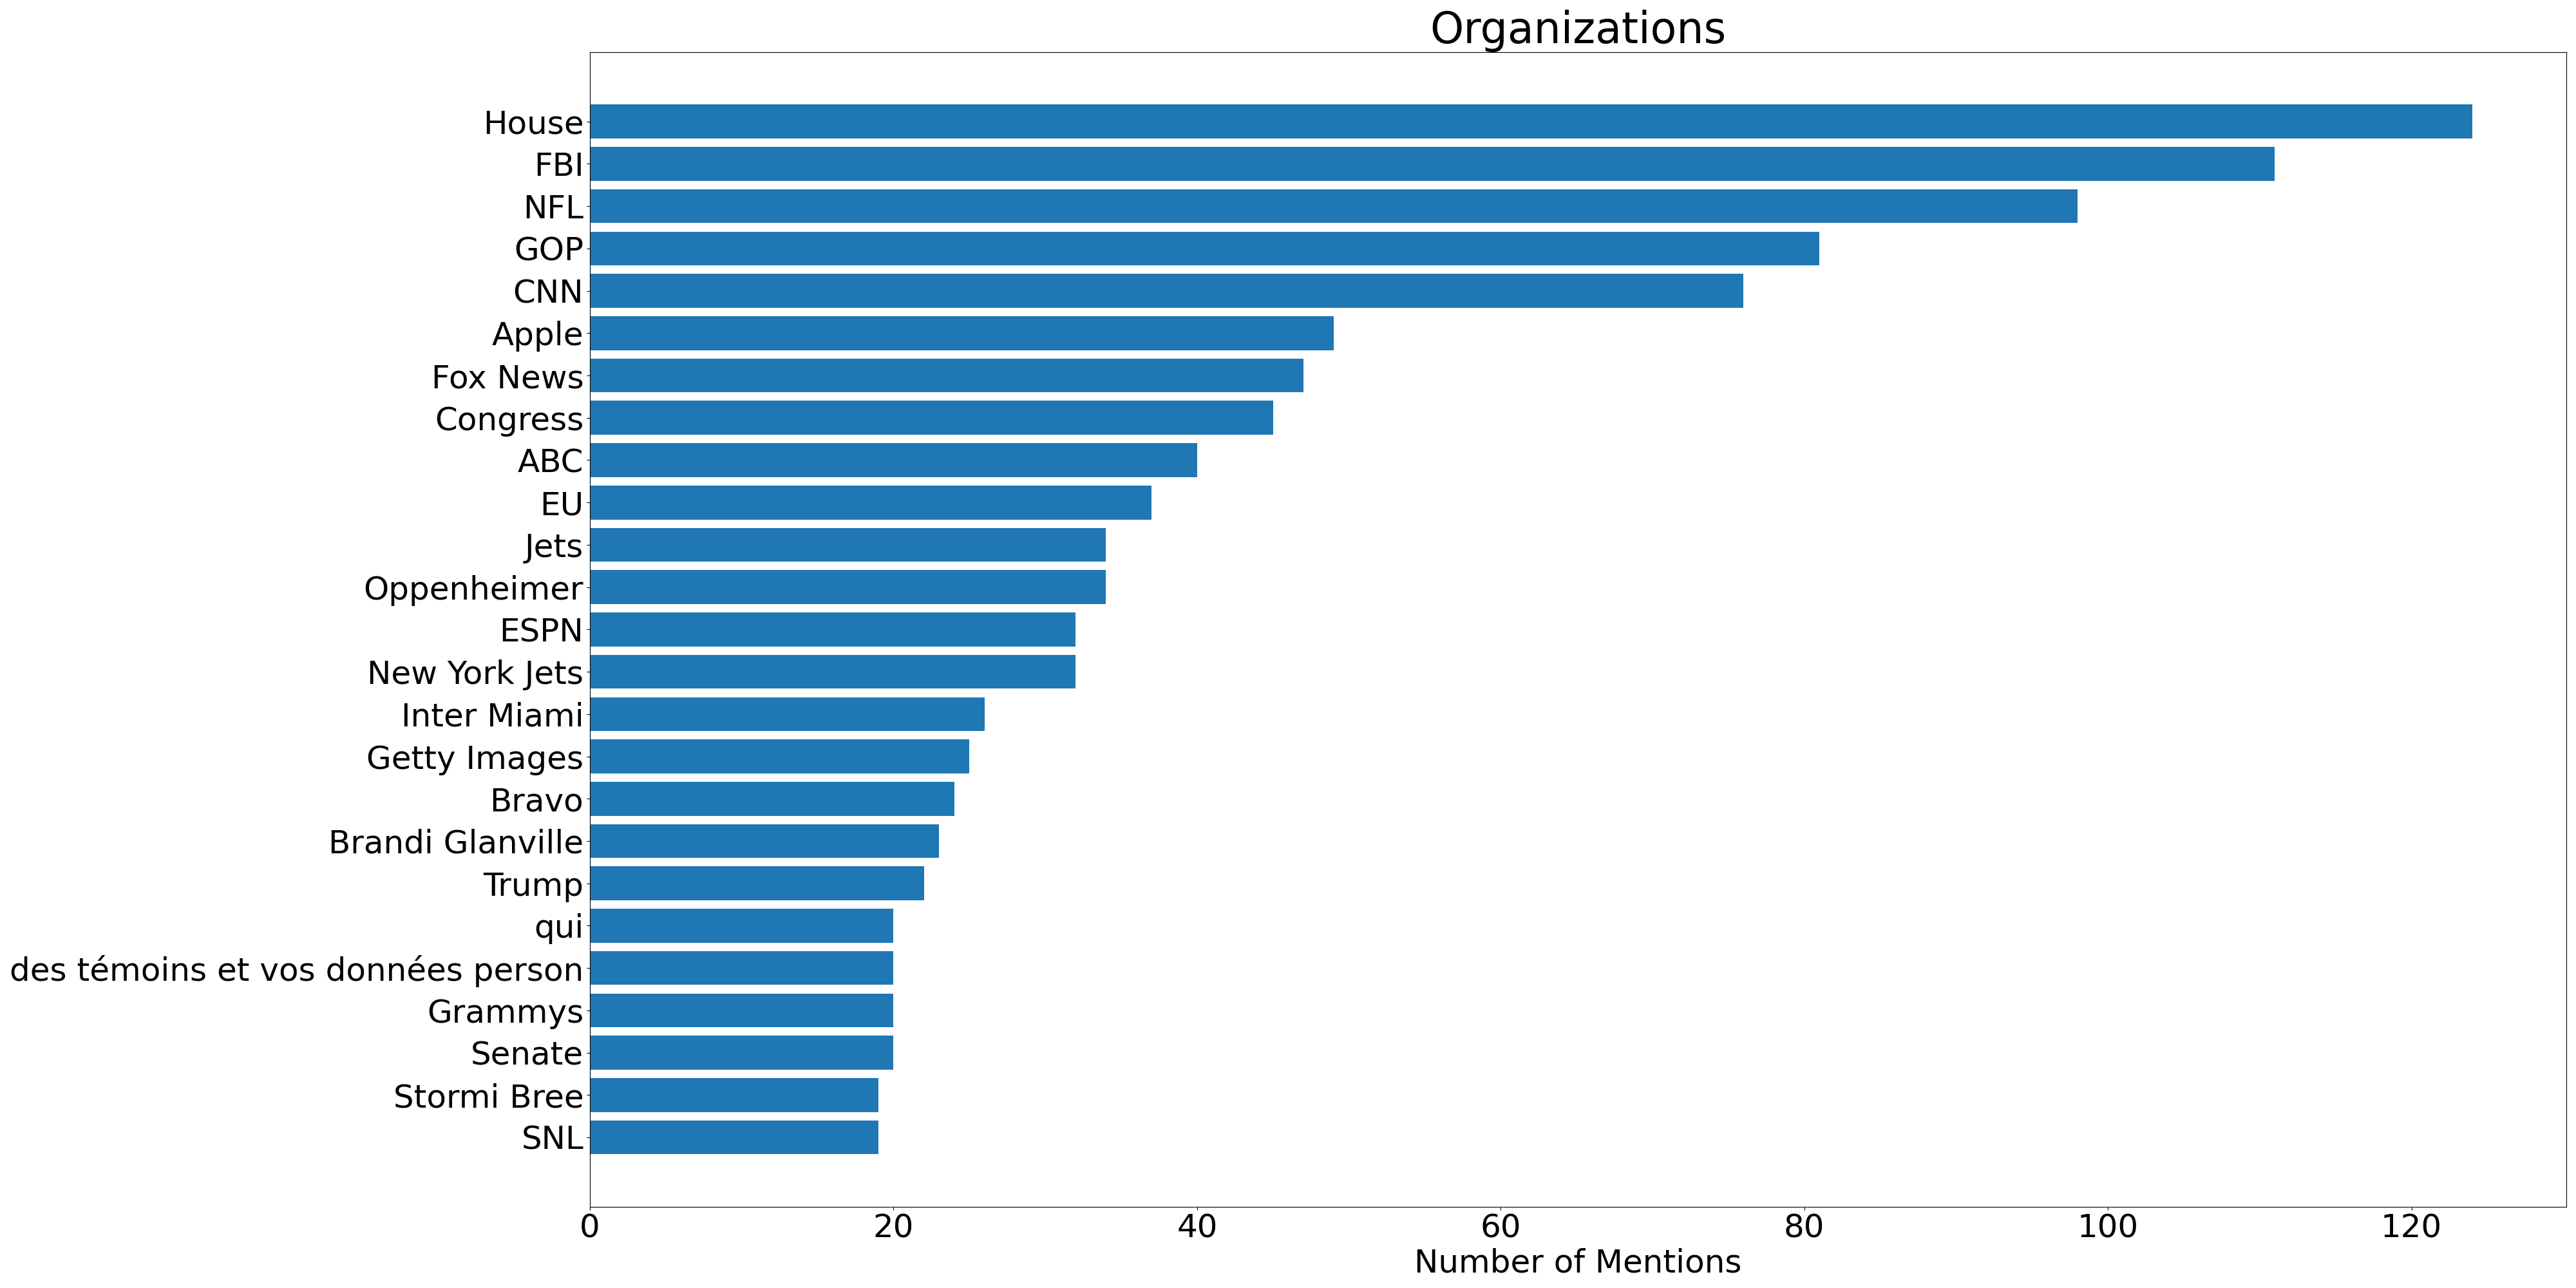 Organizations
House
FBI
NFL
GOP
CNN
Apple
Fox News
Congress
ABC
EU
Jets
Oppenheimer
ESPN
New York Jets
Inter Miami
Getty Images
Bravo
Brandi Glanville
Trump
qui
des témoins et vos données person
Grammys
Senate
Stormi Bree
SNL
0 20 40 60 80 100 120
Number of Mentions